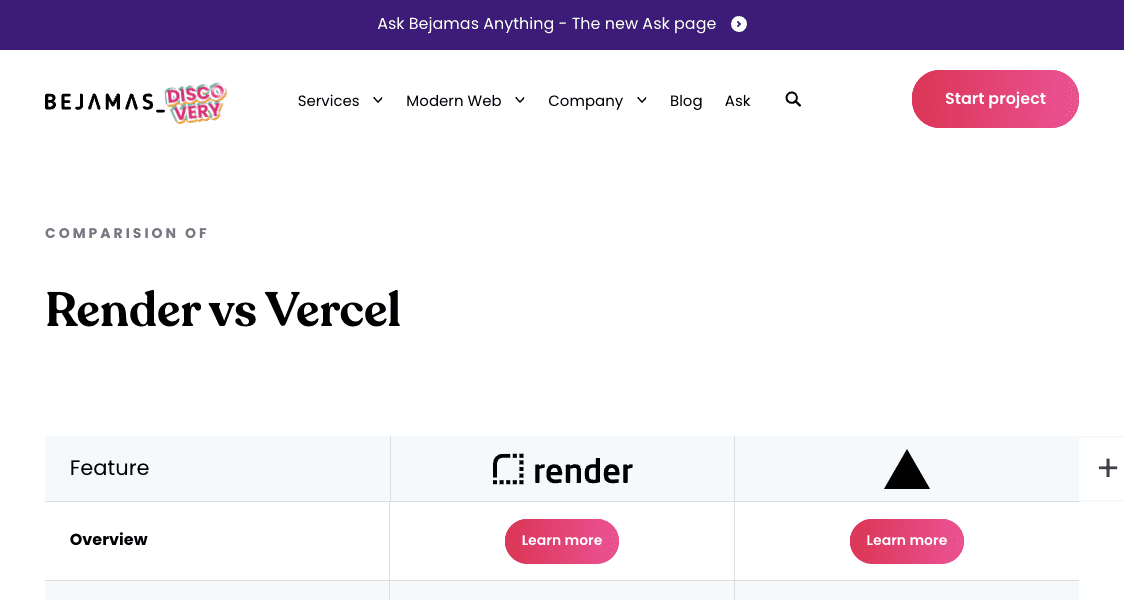 Ask Bejamas Anything - The new Ask page
BEJAMAS_ DISCO
VERY
Services Modern Web Company Blog Ask
Start project
COMPARISION OF
Render vs Vercel
Feature render
Overview Learn more Learn more